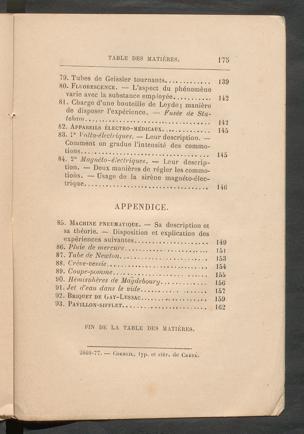 TABLE DES MATIÈRES. 175
79. Tubes de Geissler tournants............ 139
80. FLUORESCENCE. — L'aspect du phénomène
varie avec la substance employée............ 142
81. Charge d'une bouteille de Leyde; manière
de disposer l'expérience. — Fusée de Sta-
teham............ 142
82. APPAREILS ÉLECTRO-MÉDICAUX............ 145
83. 1° Volta-électriques. — Leur description. —
Comment on gradue l'intensité des commo-
tions............ 145
84. 2° Magnéto-électriques. — Leur descrip-
tion. — Deux manières de régler les commo-
tions. — Usage de la sirène magnéto-élec-
trique............ 146
APPENDICE.
85. MACHINE PNEUMATIQUE. — Sa description et
sa théorie. — Disposition et explication des
expériences suivantes............ 149
86. Pluie de mercure............ 151
87. Tube de Newton............ 153
88. Crève-vessie............ 154
89. Coupe-pomme............ 155
90. Hémisphères de Magdebourg............ 156
91. Jet d'eau dans le vide............ 157
92. BRIQUET DE GAY-LUSSAC............ 159
93. PAVILLON-SIFFLET............ 162
FIN DE LA TABLE DES MATIÈRES.
2869-77. — CORBEIL, typ. et stér. de CRÉTÉ.